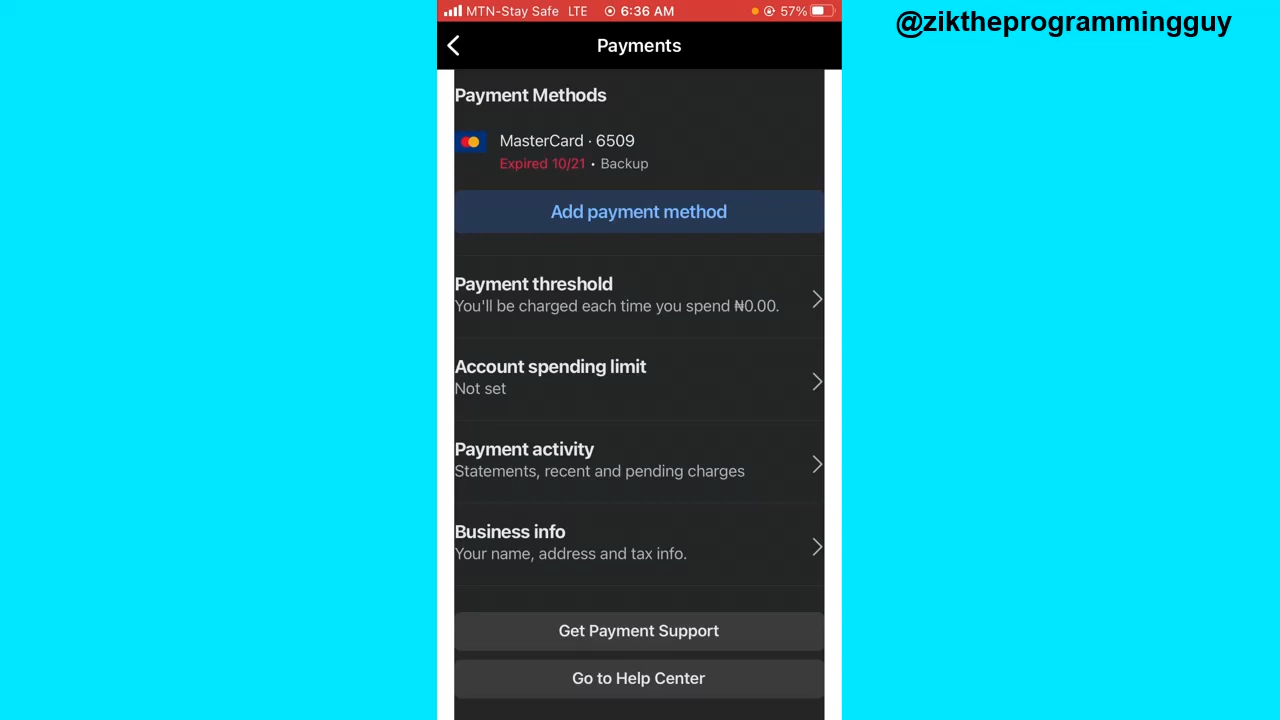 MTN-Stay Safe LTE 6:36 AM 57%
@ziktheprogrammingguy
Payments
Payment Methods
MasterCard · 6509
Expired 10/21 • Backup
Add payment method
Payment threshold
You'll be charged each time you spend ₦0.00.
Account spending limit
Not set
Payment activity
Statements, recent and pending charges
Business info
Your name, address and tax info.
Get Payment Support
Go to Help Center